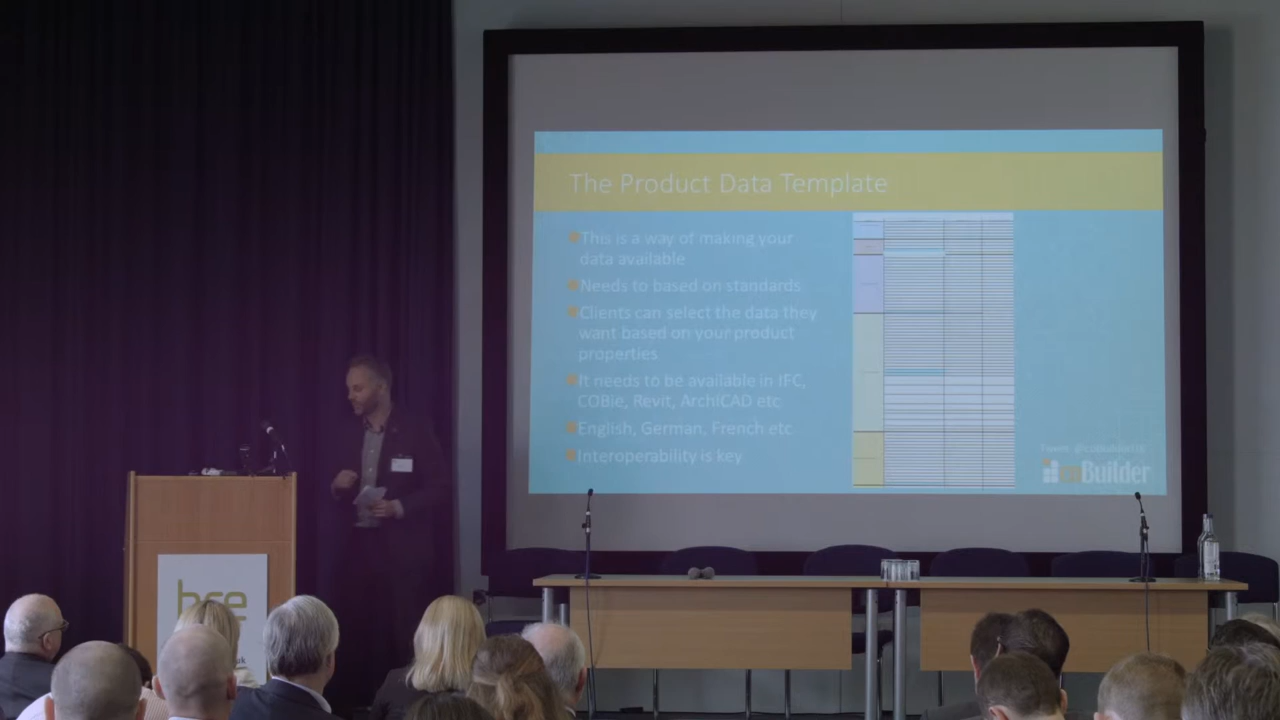 The Product Data Template
This is a way of making your
data available
Needs to based on standards
Clients can select the data they
want based on your product
properties
It needs to be available in IFC,
COBie, Revit, ArchiCAD etc
English, German, French etc
Interoperability is key
coBuilder
bre